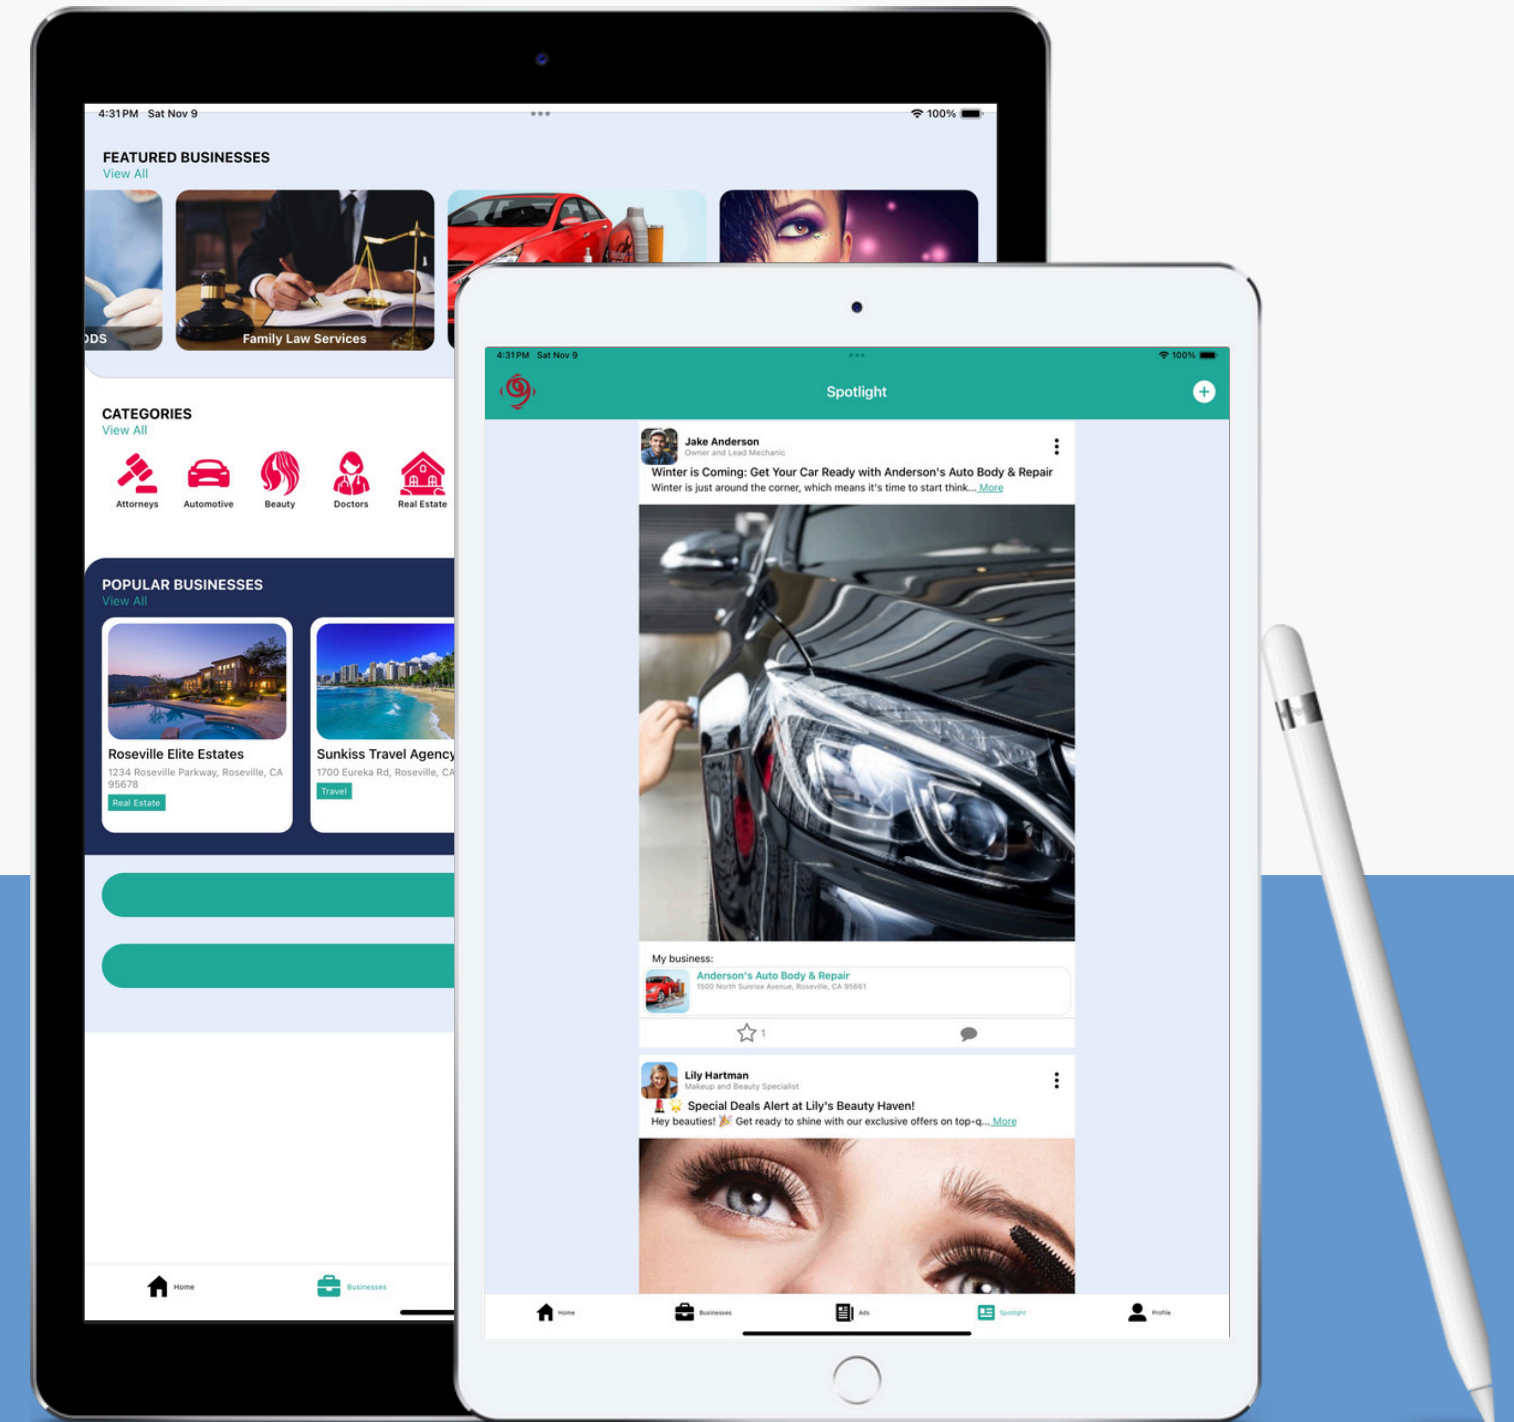 4:31 PM Sat Nov 9
100%
FEATURED BUSINESSES
View All
DDS
Family Law Services
CATEGORIES
View All
Attorneys
Automotive
Beauty
Doctors
Real Estate
POPULAR BUSINESSES
View All
Roseville Elite Estates
1234 Roseville Parkway, Roseville, CA
95678
Real Estate
Sunkiss Travel Agency
1700 Eureka Rd, Roseville, CA
Travel
Home
Businesses
4:31 PM Sat Nov 9
100%
Spotlight
Jake Anderson
Owner and Lead Mechanic
Winter is Coming: Get Your Car Ready with Anderson's Auto Body & Repair
Winter is just around the corner, which means it's time to start think... More
My business:
Anderson's Auto Body & Repair
1500 North Sunrise Avenue, Roseville, CA 95661
1
Lily Hartman
Makeup and Beauty Specialist
💄 🌟 Special Deals Alert at Lily's Beauty Haven!
Hey beauties! 🎉 Get ready to shine with our exclusive offers on top-q... More
Home
Businesses
Ads
Spotlight
Profile